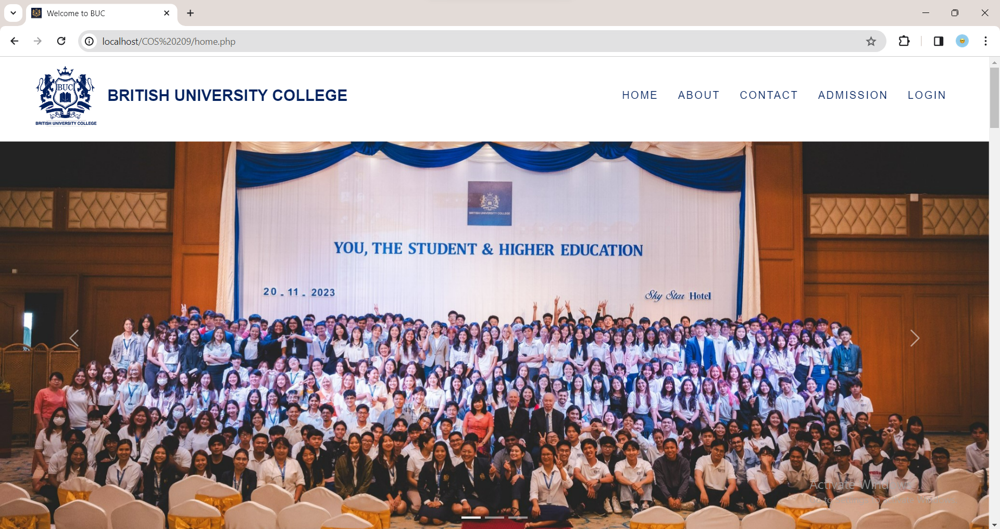 Welcome to BUC
localhost/COS%20209/home.php
BUC
BRITISH UNIVERSITY COLLEGE
BRITISH UNIVERSITY COLLEGE
HOME ABOUT CONTACT ADMISSION LOGIN
BUC
BRITISH UNIVERSITY COLLEGE
YOU, THE STUDENT & HIGHER EDUCATION
20 - 11 - 2023
Sky Star Hotel
Activate Windows